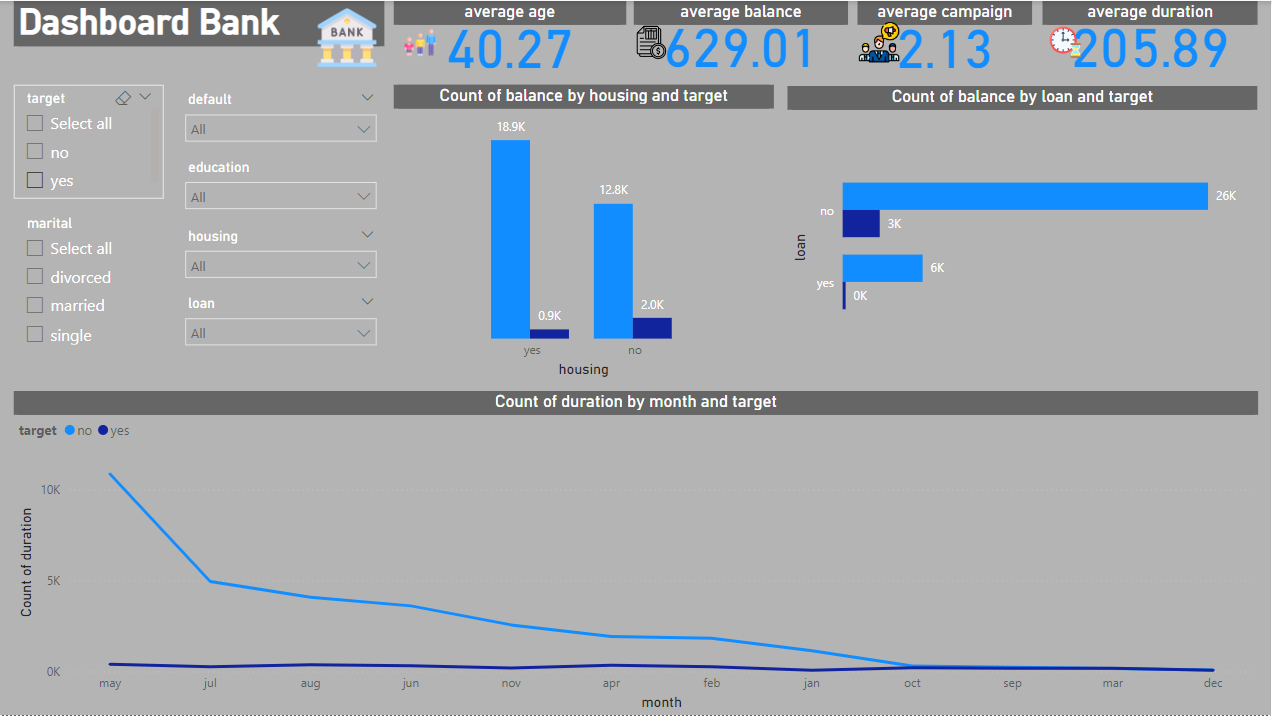 Dashboard Bank
BANK
average age
40.27
average balance
629.01
average campaign
2.13
average duration
205.89
target
Select all
no
yes
marital
Select all
divorced
married
single
default
All
education
All
housing
All
loan
All
Count of balance by housing and target
18.9K
0.9K
12.8K
2.0K
yes
no
housing
Count of balance by loan and target
loan
no
26K
3K
yes
6K
0K
Count of duration by month and target
target no yes
Count of duration
10K
5K
0K
may jul aug jun nov apr feb jan oct sep mar dec
month